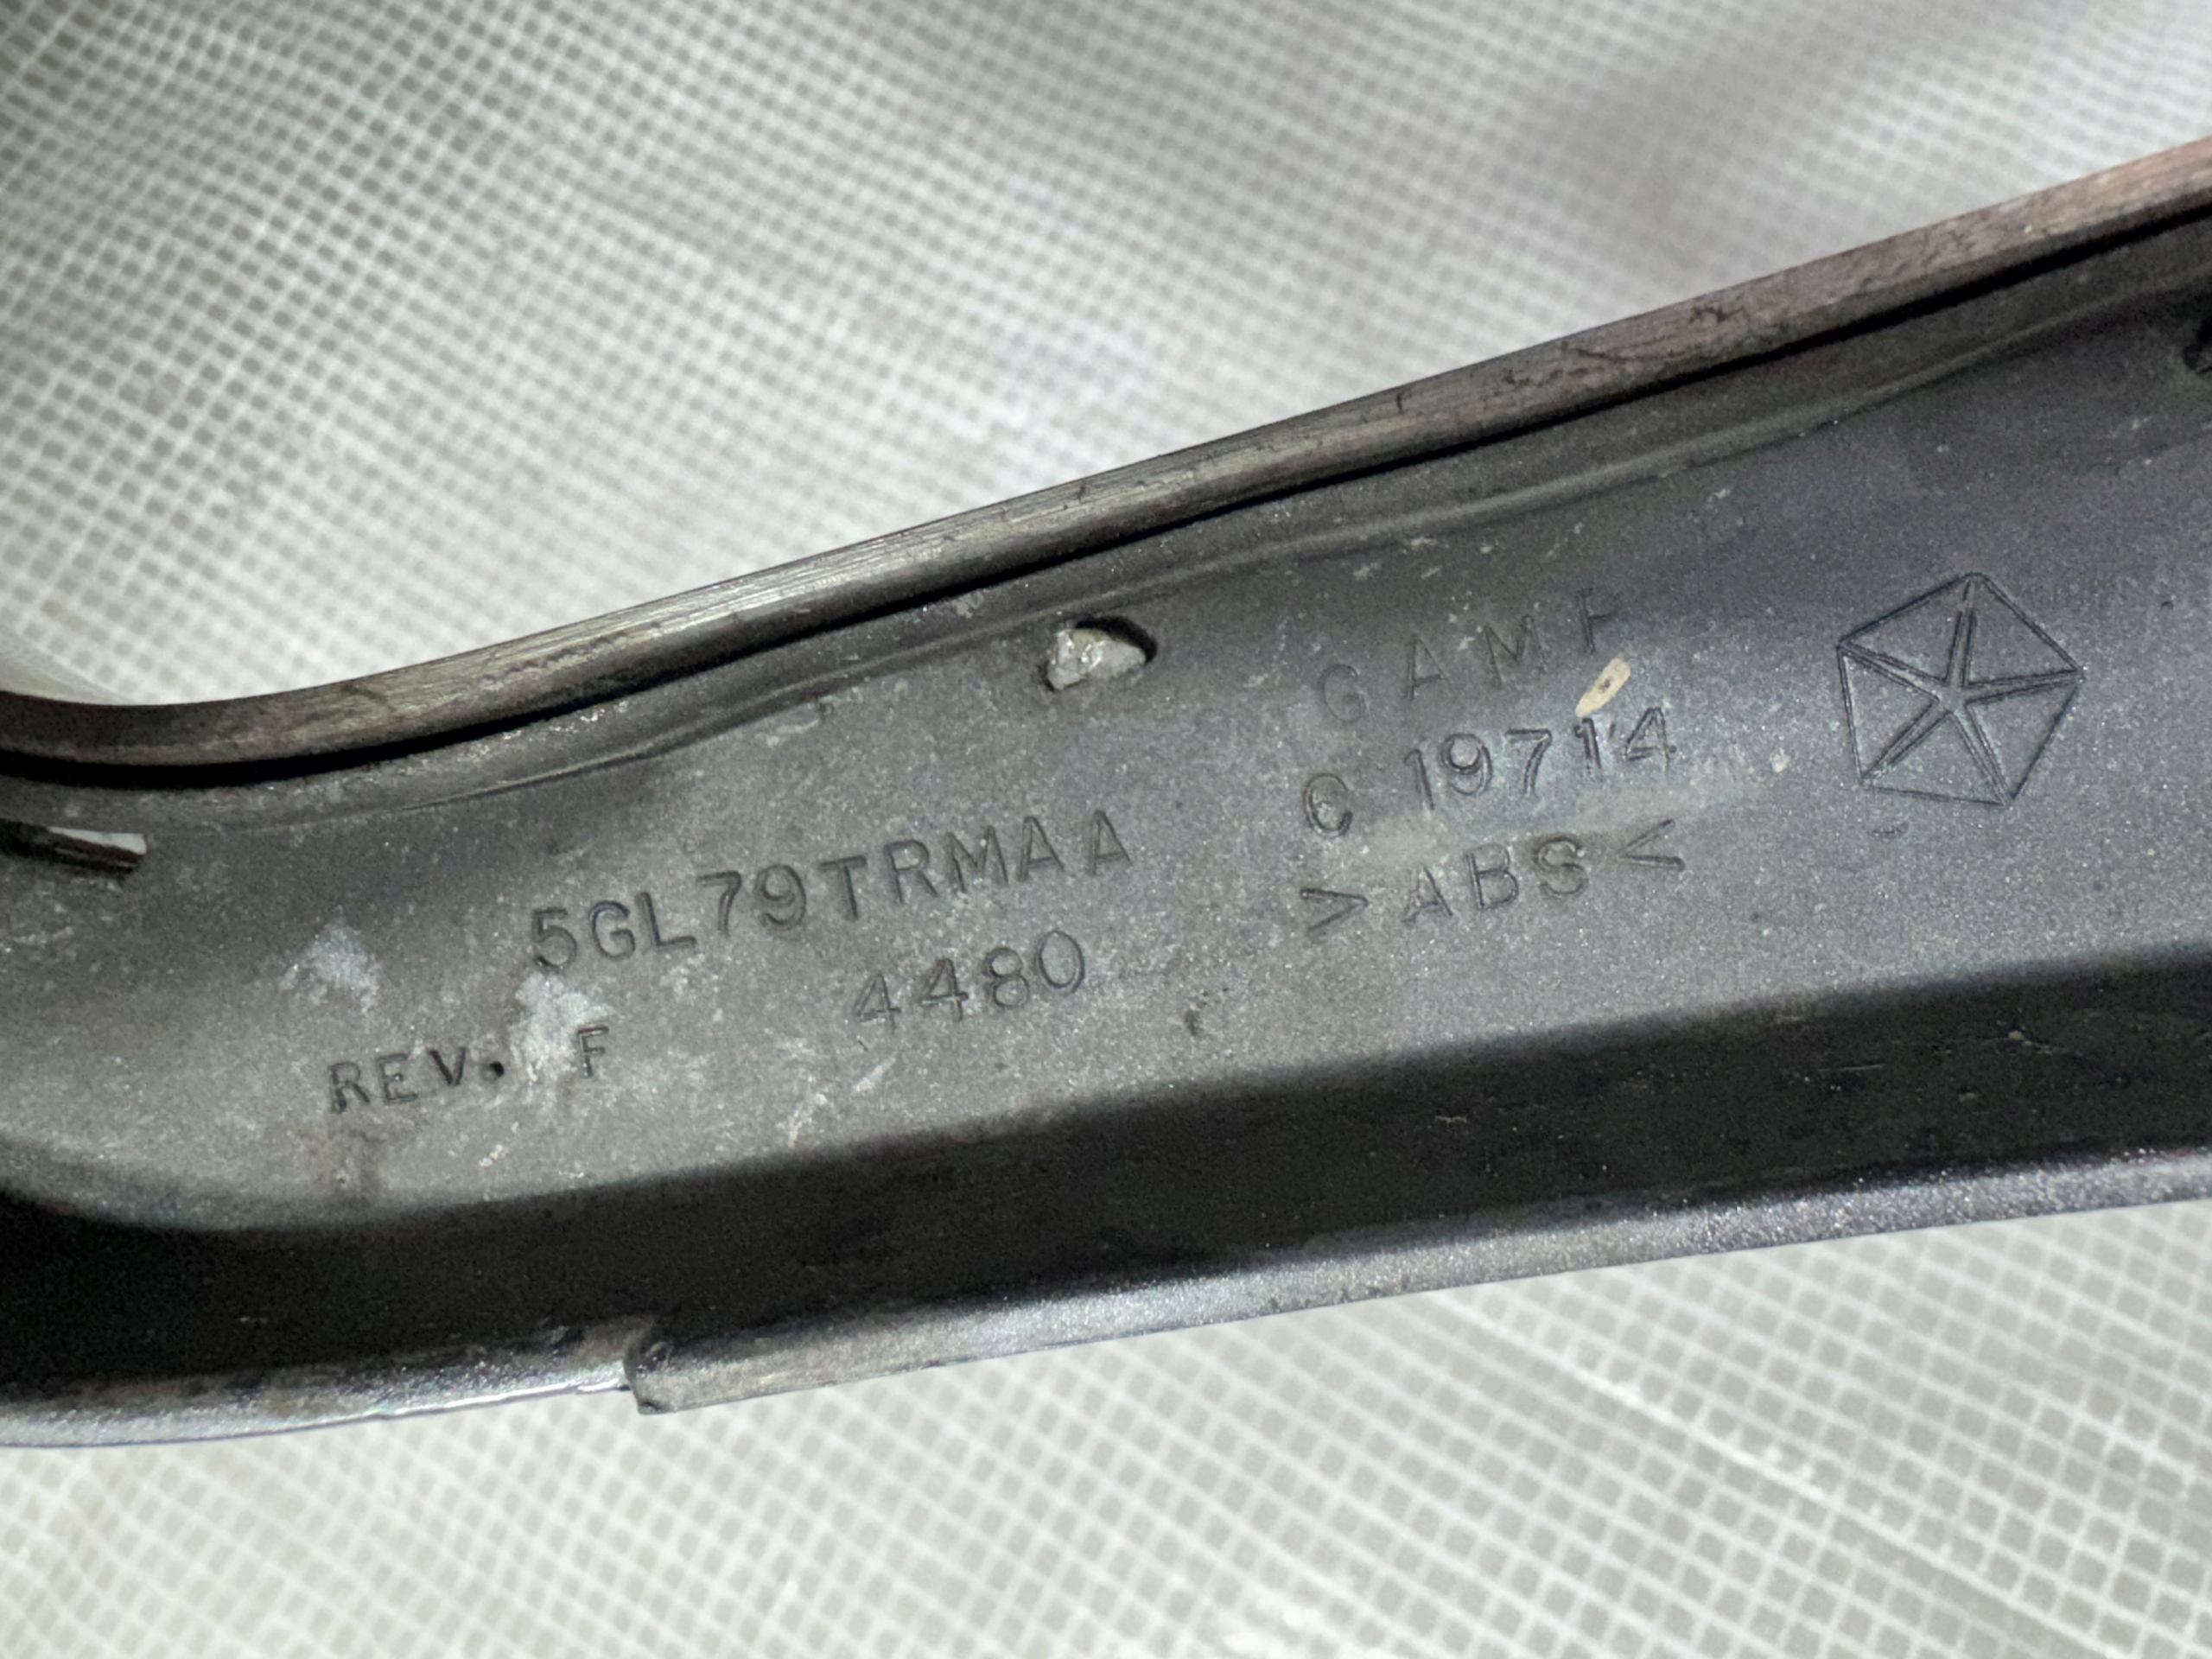 GAMF
C 19714
>ABS<
5GL79TRMAA
4480
REV. F